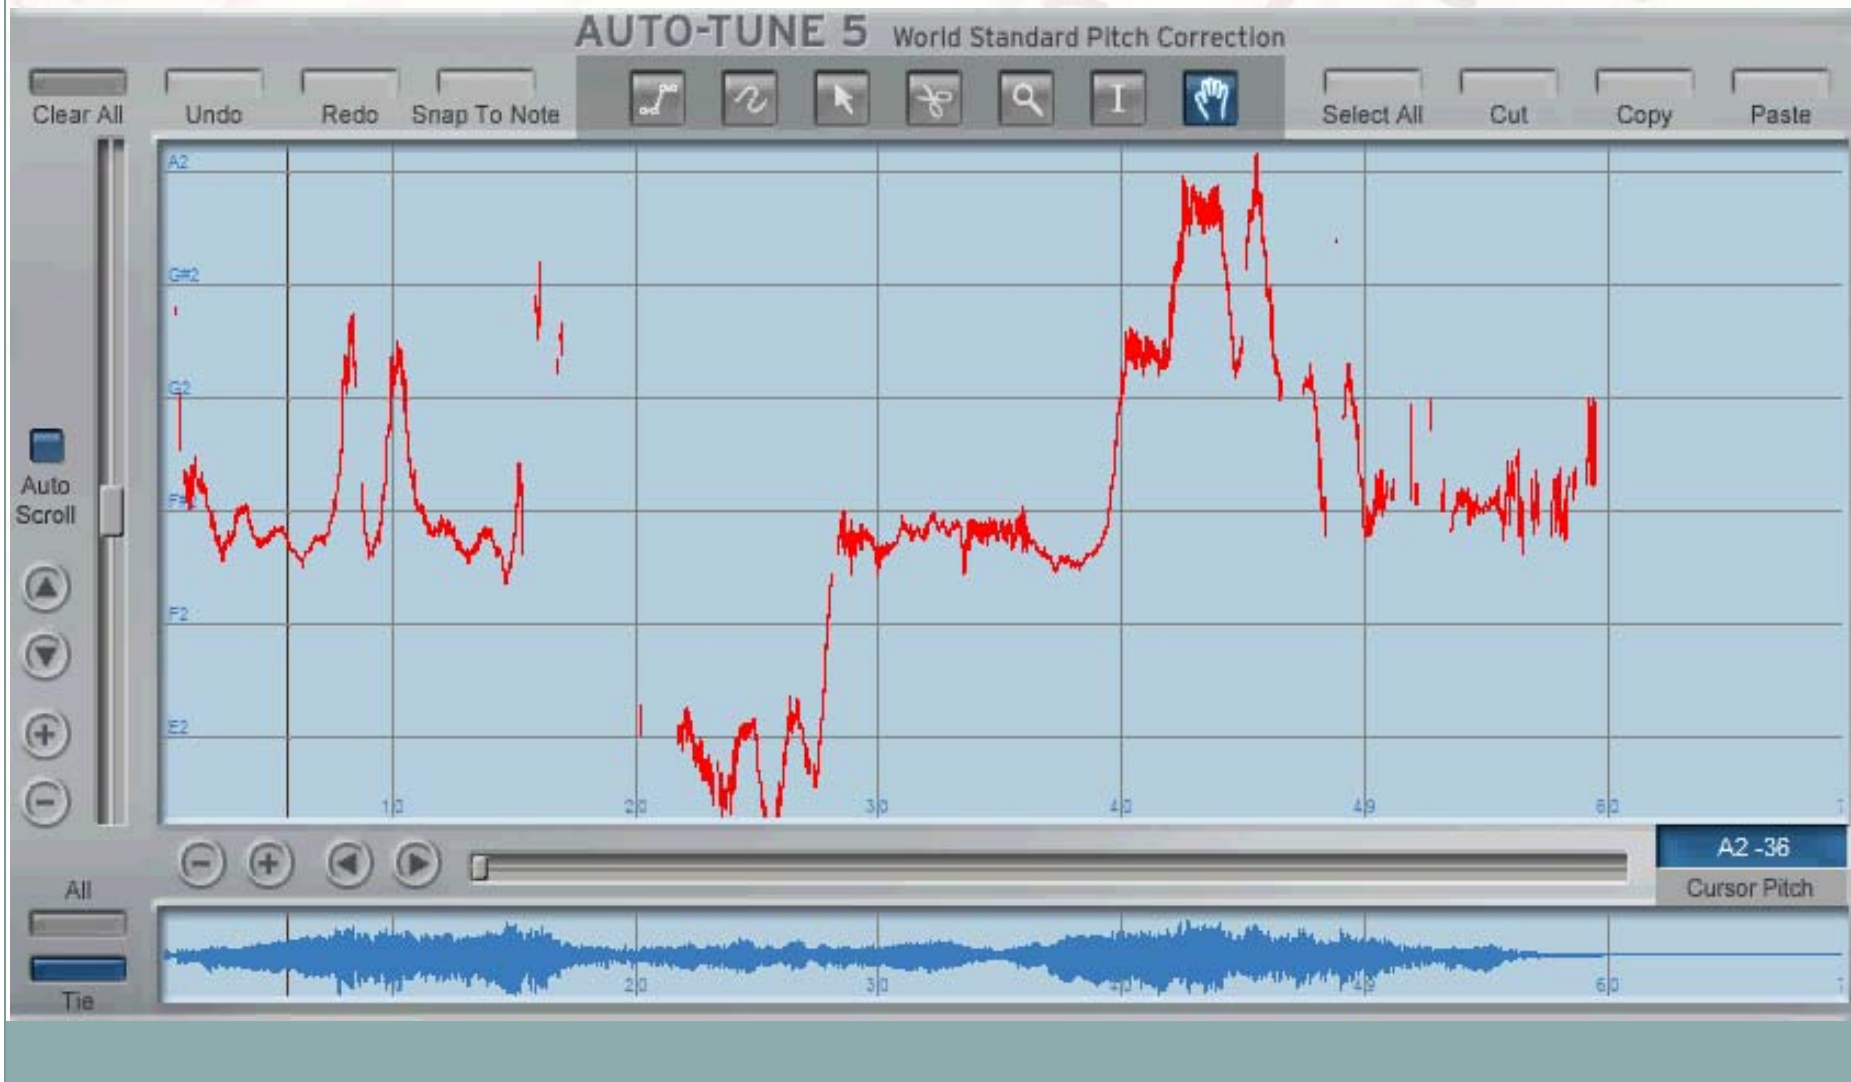 AUTO-TUNE 5 World Standard Pitch Correction
Clear All Undo Redo Snap To Note I Select All Cut Copy Paste
A2
G#2
G2
Auto
Scroll
F#
F2
E2
1,0 2,0 3,0 4,0 4,9 6,0
A2 -36
Cursor Pitch
All
Tie
2,0 3,0 4,0 4,9 6,0